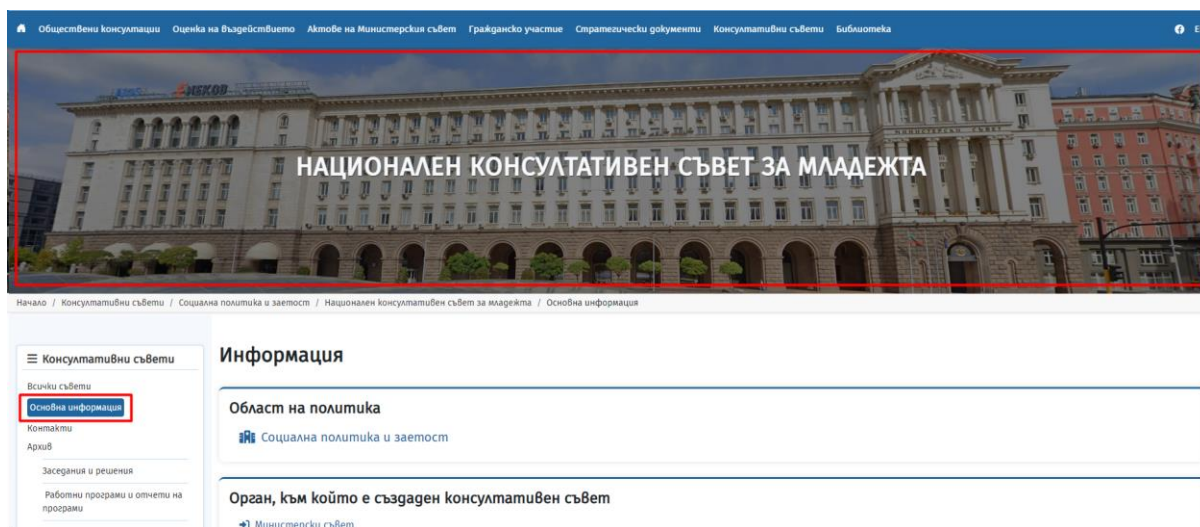 Обществени консултации Оценка на въздействието Актове на Министерския съвет Гражданско участие Стратегически документи Консултативни съвети Библиотека
НАЦИОНАЛЕН КОНСУЛТАТИВЕН СЪВЕТ ЗА МЛАДЕЖТА
Начало / Консултативни съвети / Социална политика и заетост / Национален консултативен съвет за младежта / Основна информация
Консултативни съвети
Всички съвети
Основна информация
Контакти
Архив
Заседания и решения
Работни програми и отчети на
програми
Информация
Област на политика
Социална политика и заетост
Орган, към който е създаден консултативен съвет
Министерски съвет